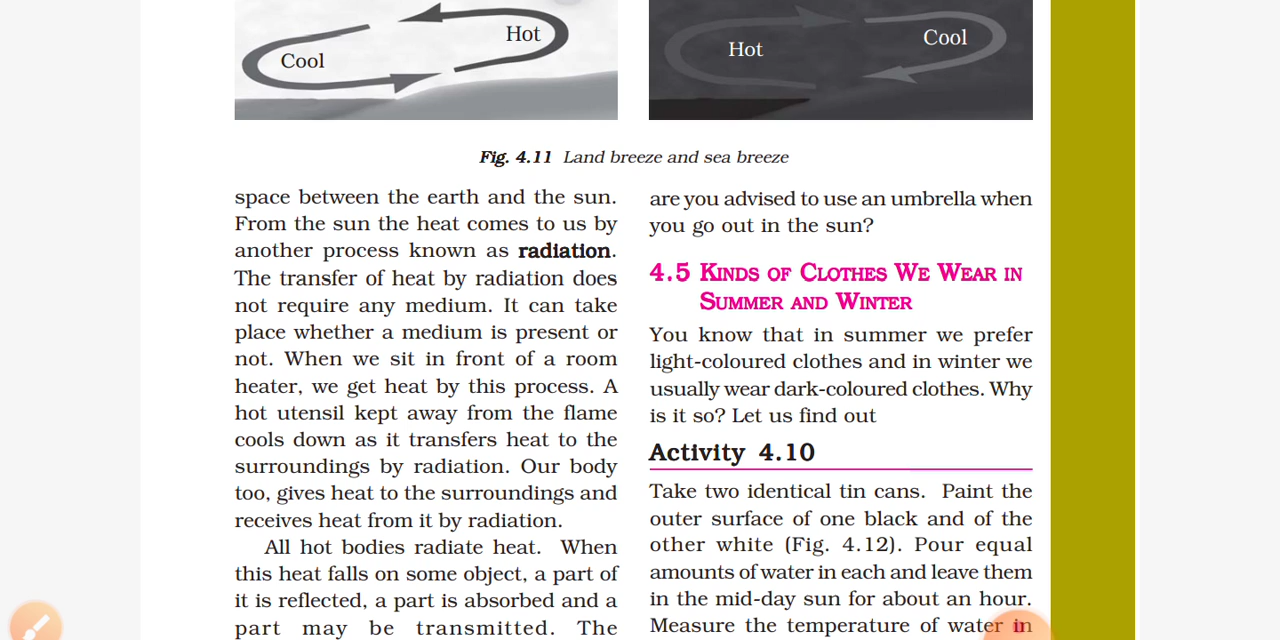 Hot
Cool
Hot
Cool
Fig. 4.11 Land breeze and sea breeze
space between the earth and the sun.
From the sun the heat comes to us by
another process known as radiation.
The transfer of heat by radiation does
not require any medium. It can take
place whether a medium is present or
not. When we sit in front of a room
heater, we get heat by this process. A
hot utensil kept away from the flame
cools down as it transfers heat to the
surroundings by radiation. Our body
too, gives heat to the surroundings and
receives heat from it by radiation.
All hot bodies radiate heat. When
this heat falls on some object, a part of
it is reflected, a part is absorbed and a
part may be transmitted. The
are you advised to use an umbrella when
you go out in the sun?
4.5 KINDS OF CLOTHES WE WEAR IN
SUMMER AND WINTER
You know that in summer we prefer
light-coloured clothes and in winter we
usually wear dark-coloured clothes. Why
is it so? Let us find out
Activity 4.10
Take two identical tin cans. Paint the
outer surface of one black and of the
other white (Fig. 4.12). Pour equal
amounts of water in each and leave them
in the mid-day sun for about an hour.
Measure the temperature of water in